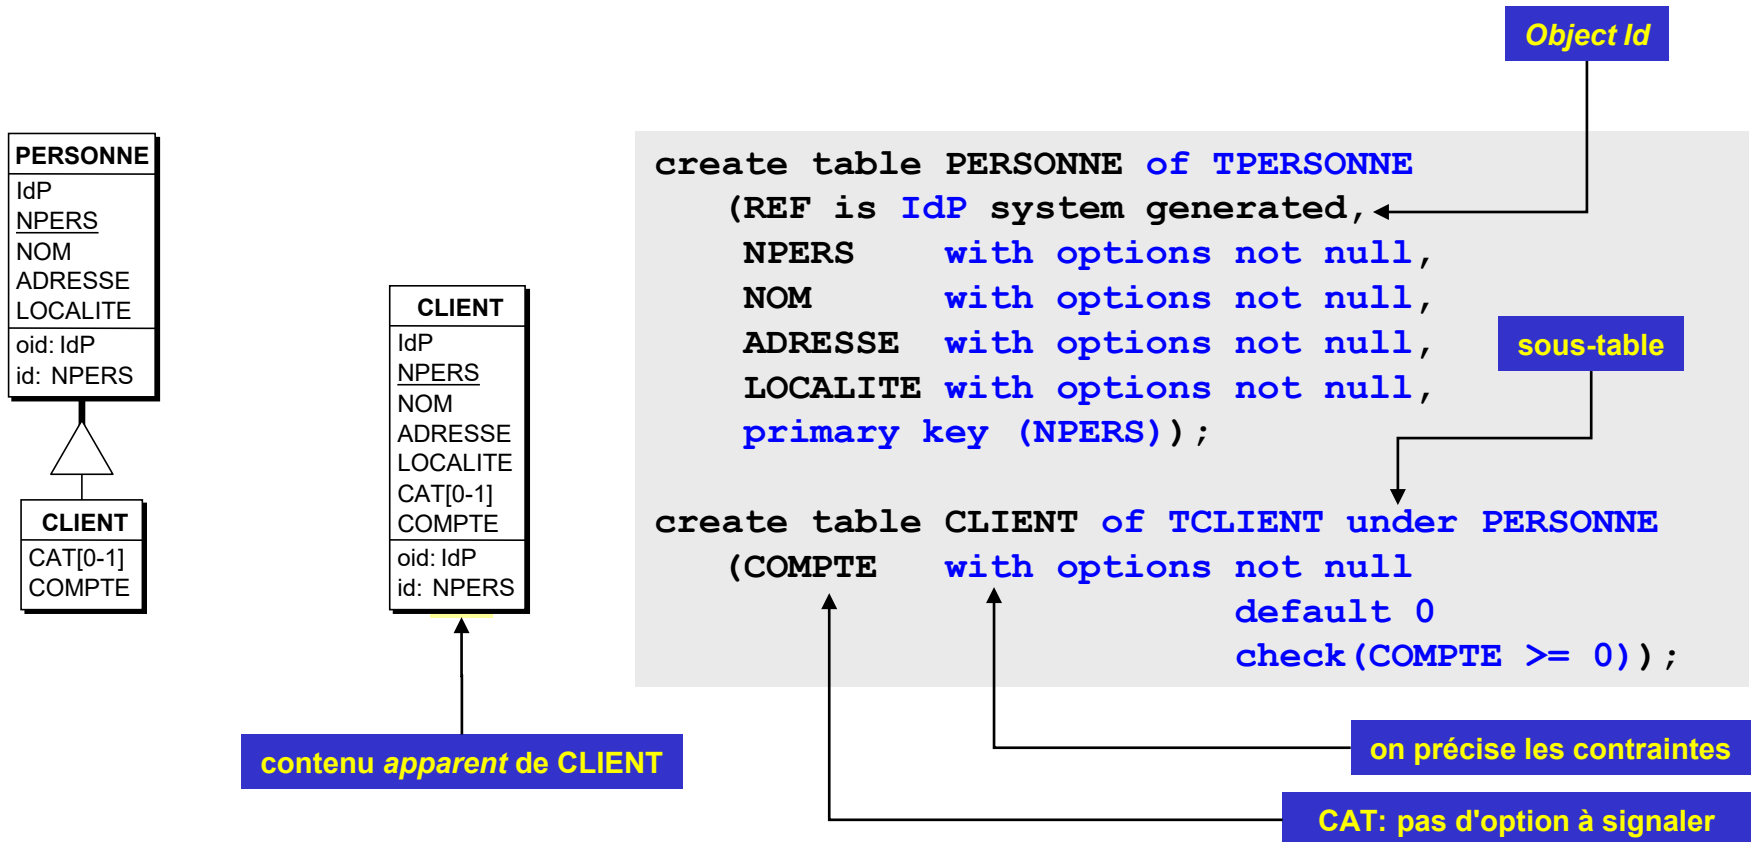 Object Id
PERSONNE
IdP
NPERS
NOM
ADRESSE
LOCALITE
oid: IdP
id: NPERS
CLIENT
CAT[0-1]
COMPTE
CLIENT
IdP
NPERS
NOM
ADRESSE
LOCALITE
CAT[0-1]
COMPTE
oid: IdP
id: NPERS
contenu apparent de CLIENT
create table PERSONNE of TPERSONNE
(REF is IdP system generated,
NPERS with options not null,
NOM with options not null,
ADRESSE with options not null,
LOCALITE with options not null,
primary key (NPERS));
sous-table
create table CLIENT of TCLIENT under PERSONNE
(COMPTE with options not null
default 0
check(COMPTE >= 0));
on précise les contraintes
CAT: pas d'option à signaler